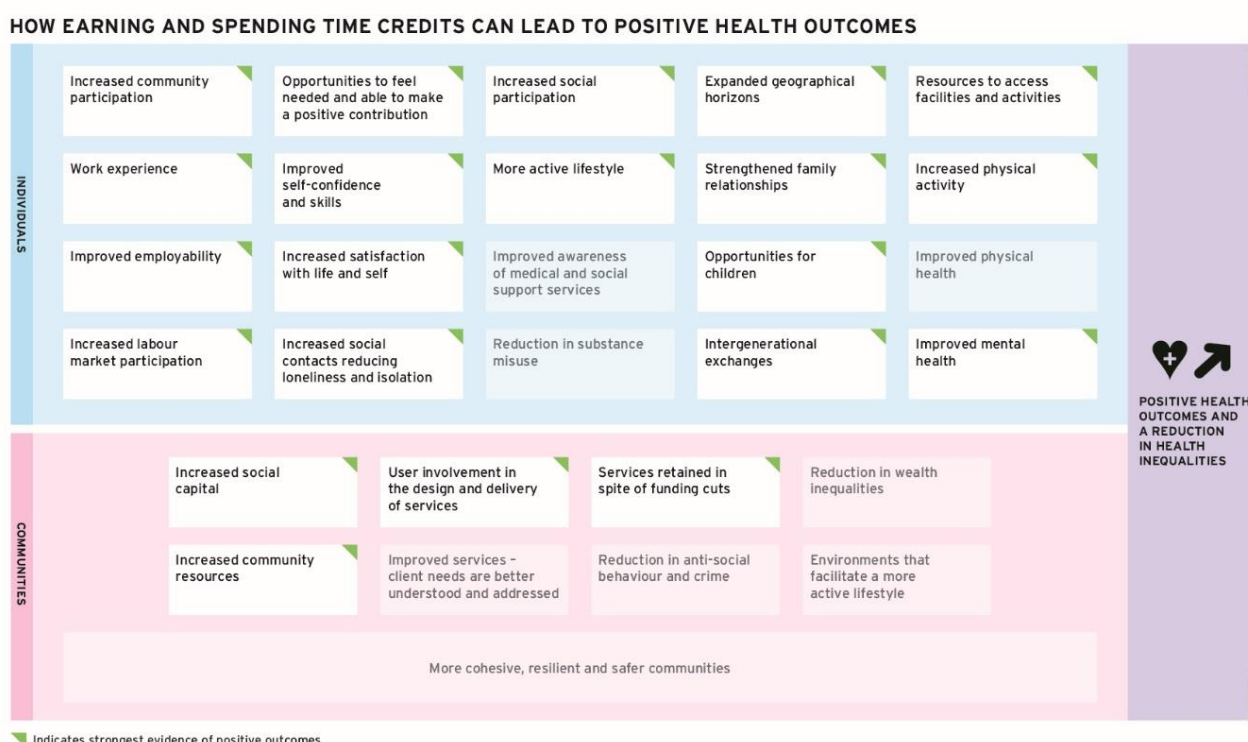 HOW EARNING AND SPENDING TIME CREDITS CAN LEAD TO POSITIVE HEALTH OUTCOMES
INDIVIDUALS
Increased community
participation
Opportunities to feel
needed and able to make
a positive contribution
Increased social
participation
Expanded geographical
horizons
Resources to access
facilities and activities
Work experience
Improved
self-confidence
and skills
More active lifestyle
Strengthened family
relationships
Increased physical
activity
Improved employability
Increased satisfaction
with life and self
Improved awareness
of medical and social
support services
Opportunities for
children
Improved physical
health
Increased labour
market participation
Increased social
contacts reducing
loneliness and isolation
Reduction in substance
misuse
Intergenerational
exchanges
Improved mental
health
COMMUNITIES
Increased social
capital
User involvement in
the design and delivery
of services
Services retained in
spite of funding cuts
Reduction in wealth
inequalities
Increased community
resources
Improved services –
client needs are better
understood and addressed
Reduction in anti-social
behaviour and crime
Environments that
facilitate a more
active lifestyle
More cohesive, resilient and safer communities
POSITIVE HEALTH
OUTCOMES AND
A REDUCTION
IN HEALTH
INEQUALITIES
Indicates strongest evidence of positive outcomes